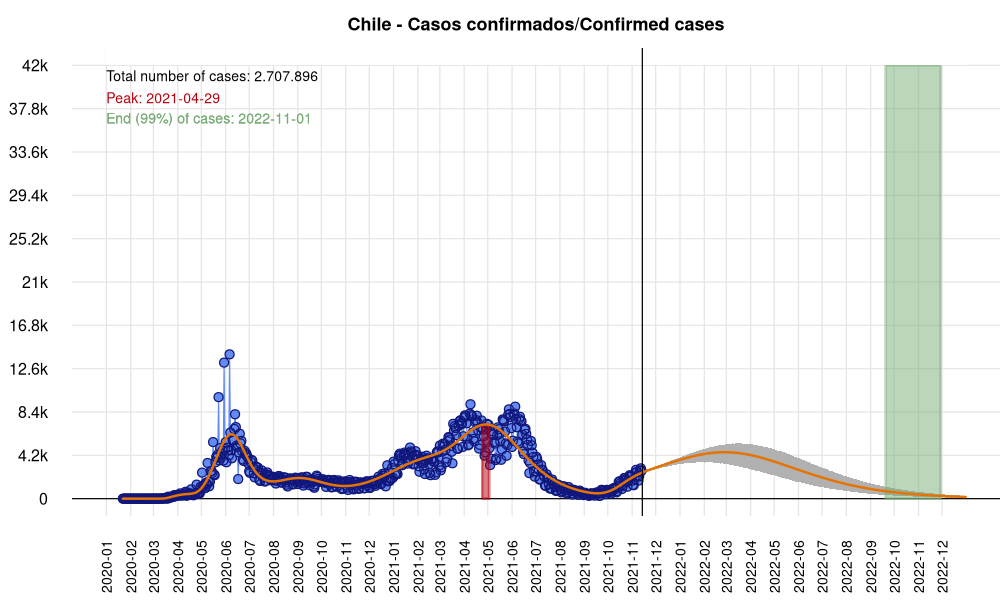 Chile - Casos confirmados/Confirmed cases
Total number of cases: 2.707.896
Peak: 2021-04-29
End (99%) of cases: 2022-11-01
42k
37.8k
33.6k
29.4k
25.2k
21k
16.8k
12.6k
8.4k
4.2k
0
2020-01
2020-02
2020-03
2020-04
2020-05
2020-06
2020-07
2020-08
2020-09
2020-10
2020-11
2020-12
2021-01
2021-02
2021-03
2021-04
2021-05
2021-06
2021-07
2021-08
2021-09
2021-10
2021-11
2021-12
2022-01
2022-02
2022-03
2022-04
2022-05
2022-06
2022-07
2022-08
2022-09
2022-10
2022-11
2022-12